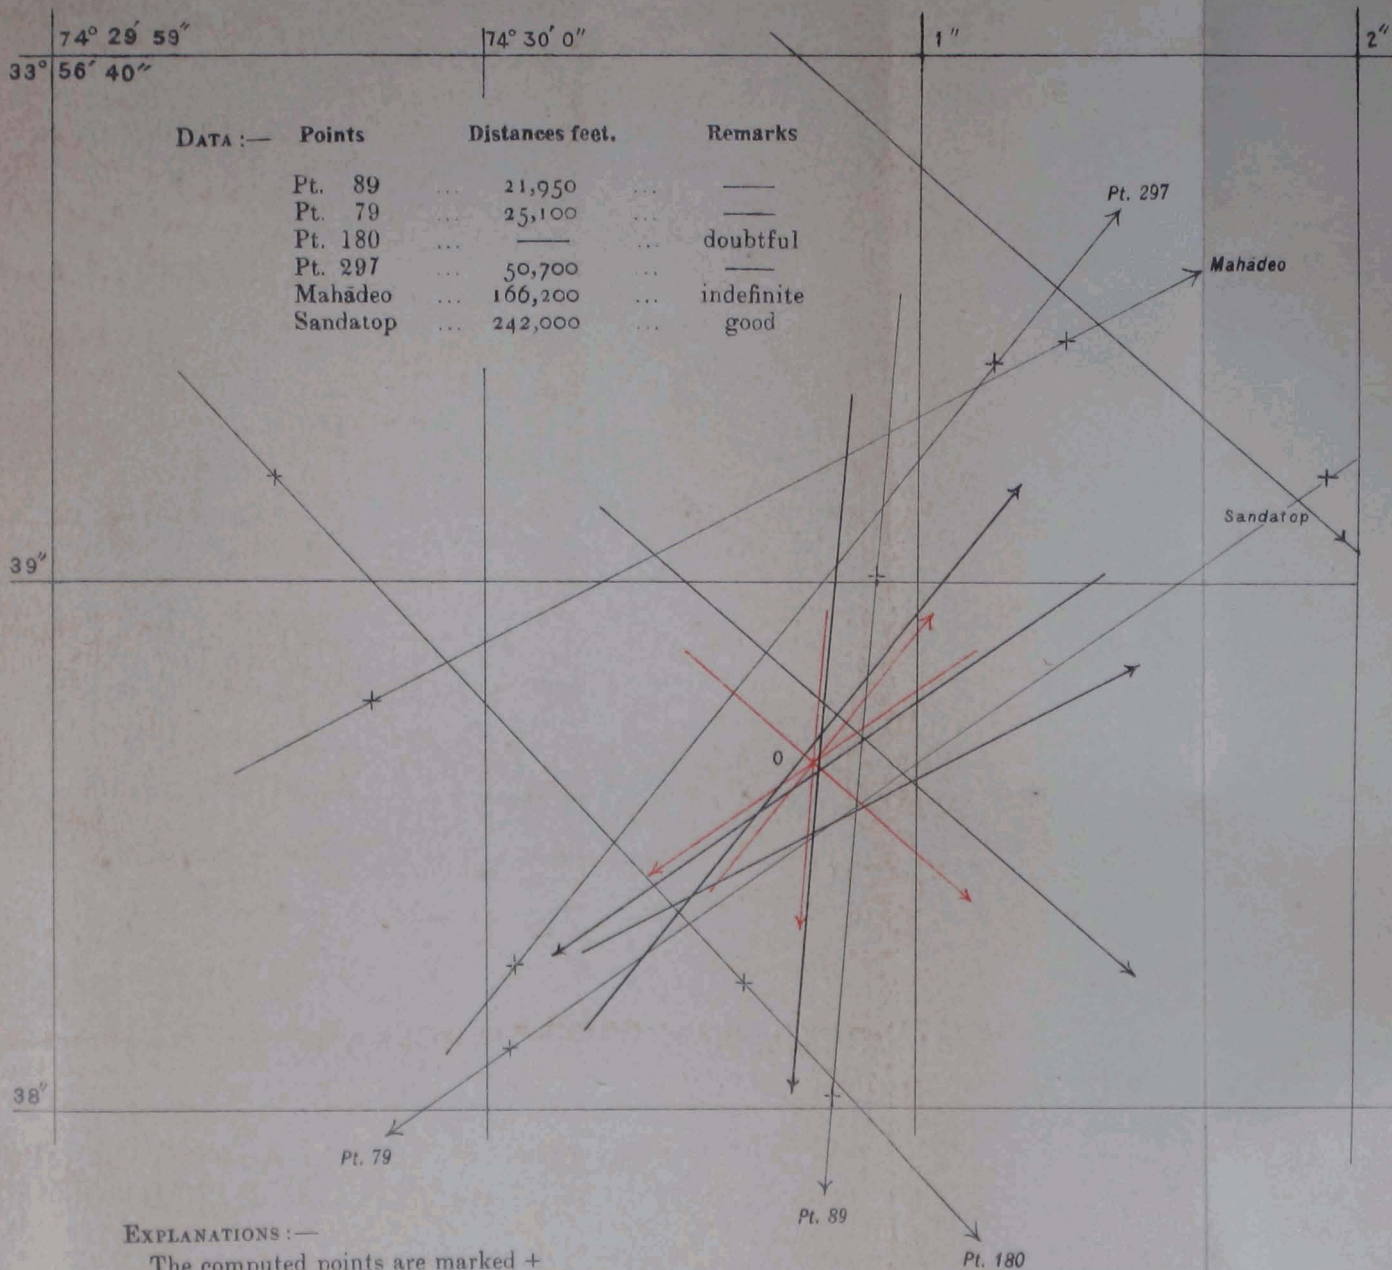 74° 29′ 59″ 74° 30′ 0″ 1″ 2″
33° 56′ 40″
DATA :— Points Distances feet. Remarks
Pt. 89 ... 21,950 ... —
Pt. 79 ... 25,100 ... —
Pt. 180 ... — ... doubtful
Pt. 297 ... 50,700 ... —
Mahādeo ... 166,200 ... indefinite
Sandatop ... 242,000 ... good
Pt. 297
Mahādeo
Sandatop
39″
0
38″
Pt. 79
Pt. 89
Pt. 180
EXPLANATIONS :—
The computed points are marked +